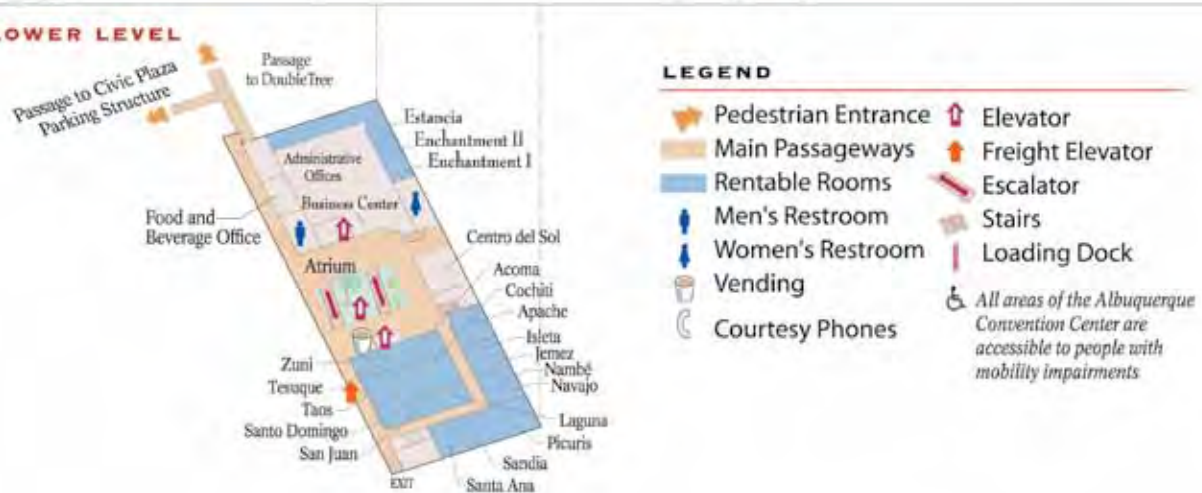 LOWER LEVEL
Passage to Civic Plaza
Parking Structure
Passage
to DoubleTree
Estancia
Enchantment II
Enchantment I
Administrative
Offices
Business Center
Food and
Beverage Office
Centro del Sol
Atrium
Acoma
Cochiti
Apache
Isleta
Jemez
Nambé
Navajo
Zuni
Tesuque
Taos
Santo Domingo
San Juan
Laguna
Picuris
Sandia
Santa Ana
EXIT
LEGEND
Pedestrian Entrance
Main Passageways
Rentable Rooms
Men's Restroom
Women's Restroom
Vending
Courtesy Phones
Elevator
Freight Elevator
Escalator
Stairs
Loading Dock
All areas of the Albuquerque
Convention Center are
accessible to people with
mobility impairments